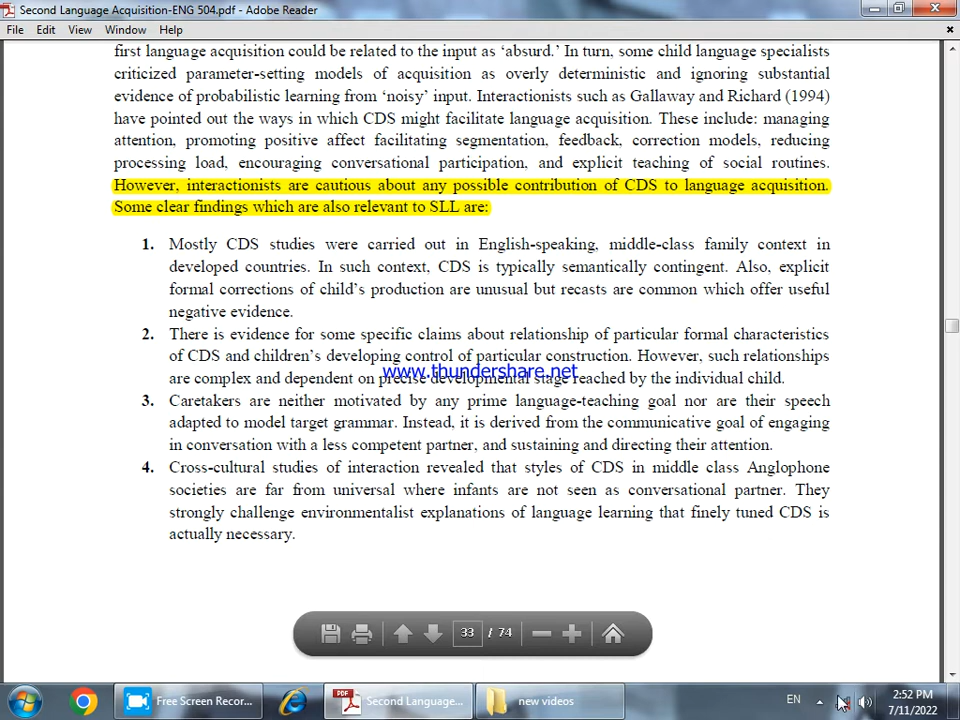 Second Language Acquisition-ENG 504.pdf - Adobe Reader
File Edit View Window Help
first language acquisition could be related to the input as ‘absurd.’ In turn, some child language specialists
criticized parameter-setting models of acquisition as overly deterministic and ignoring substantial
evidence of probabilistic learning from ‘noisy’ input. Interactionists such as Gallaway and Richard (1994)
have pointed out the ways in which CDS might facilitate language acquisition. These include: managing
attention, promoting positive affect facilitating segmentation, feedback, correction models, reducing
processing load, encouraging conversational participation, and explicit teaching of social routines.
However, interactionists are cautious about any possible contribution of CDS to language acquisition.
Some clear findings which are also relevant to SLL are:
1. Mostly CDS studies were carried out in English-speaking, middle-class family context in
developed countries. In such context, CDS is typically semantically contingent. Also, explicit
formal corrections of child’s production are unusual but recasts are common which offer useful
negative evidence.
2. There is evidence for some specific claims about relationship of particular formal characteristics
of CDS and children’s developing control of particular construction. However, such relationships
www.thundershare.net
are complex and dependent on precise developmental stage reached by the individual child.
3. Caretakers are neither motivated by any prime language-teaching goal nor are their speech
adapted to model target grammar. Instead, it is derived from the communicative goal of engaging
in conversation with a less competent partner, and sustaining and directing their attention.
4. Cross-cultural studies of interaction revealed that styles of CDS in middle class Anglophone
societies are far from universal where infants are not seen as conversational partner. They
strongly challenge environmentalist explanations of language learning that finely tuned CDS is
actually necessary.
33 / 74
Free Screen Recor... Second Language... new videos EN 2:52 PM
PDF
7/11/2022